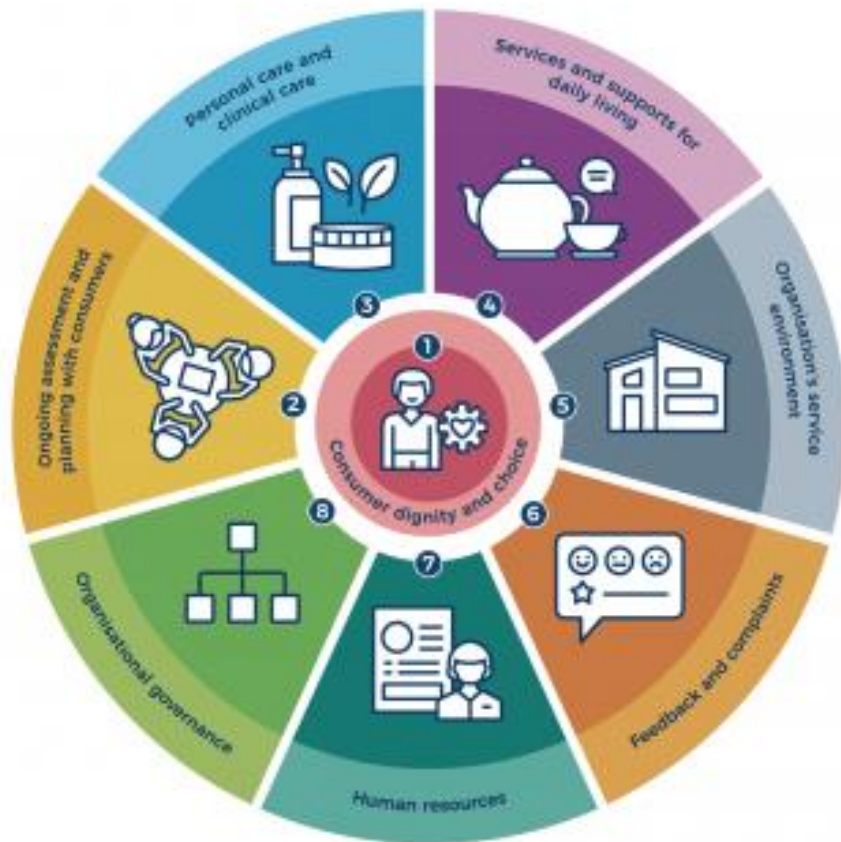 1
Consumer dignity and choice
2
Ongoing assessment and
planning with consumers
3
Personal care and
clinical care
4
Services and supports for
daily living
5
Organisation's service
environment
6
Feedback and complaints
7
Human resources
8
Organisational governance